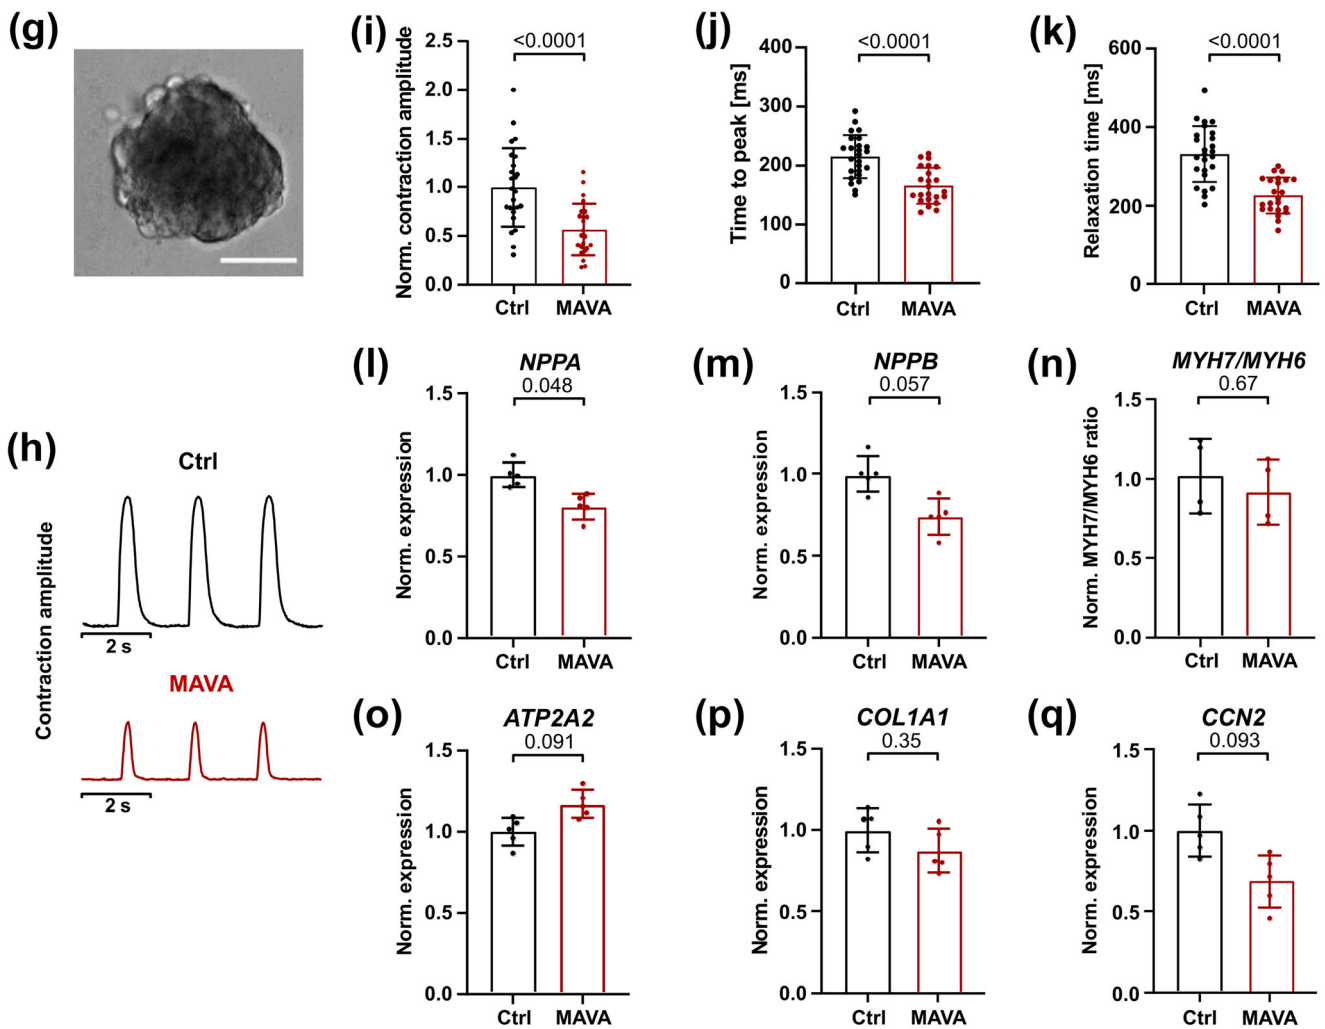 (g)
(i)
Norm. contraction amplitude
2.5
2.0
1.5
1.0
0.5
0.0
<0.0001
Ctrl MAVA
(j)
Time to peak [ms]
400
300
200
100
0
<0.0001
Ctrl MAVA
(k)
Relaxation time [ms]
600
400
200
0
<0.0001
Ctrl MAVA
(h)
Contraction amplitude
Ctrl
2 s
MAVA
2 s
(l)
NPPA
0.048
Norm. expression
1.5
1.0
0.5
0.0
Ctrl MAVA
(m)
NPPB
0.057
Norm. expression
1.5
1.0
0.5
0.0
Ctrl MAVA
(n)
MYH7/MYH6
0.67
Norm. MYH7/MYH6 ratio
1.5
1.0
0.5
0.0
Ctrl MAVA
(o)
ATP2A2
0.091
Norm. expression
1.5
1.0
0.5
0.0
Ctrl MAVA
(p)
COL1A1
0.35
Norm. expression
1.5
1.0
0.5
0.0
Ctrl MAVA
(q)
CCN2
0.093
Norm. expression
1.5
1.0
0.5
0.0
Ctrl MAVA